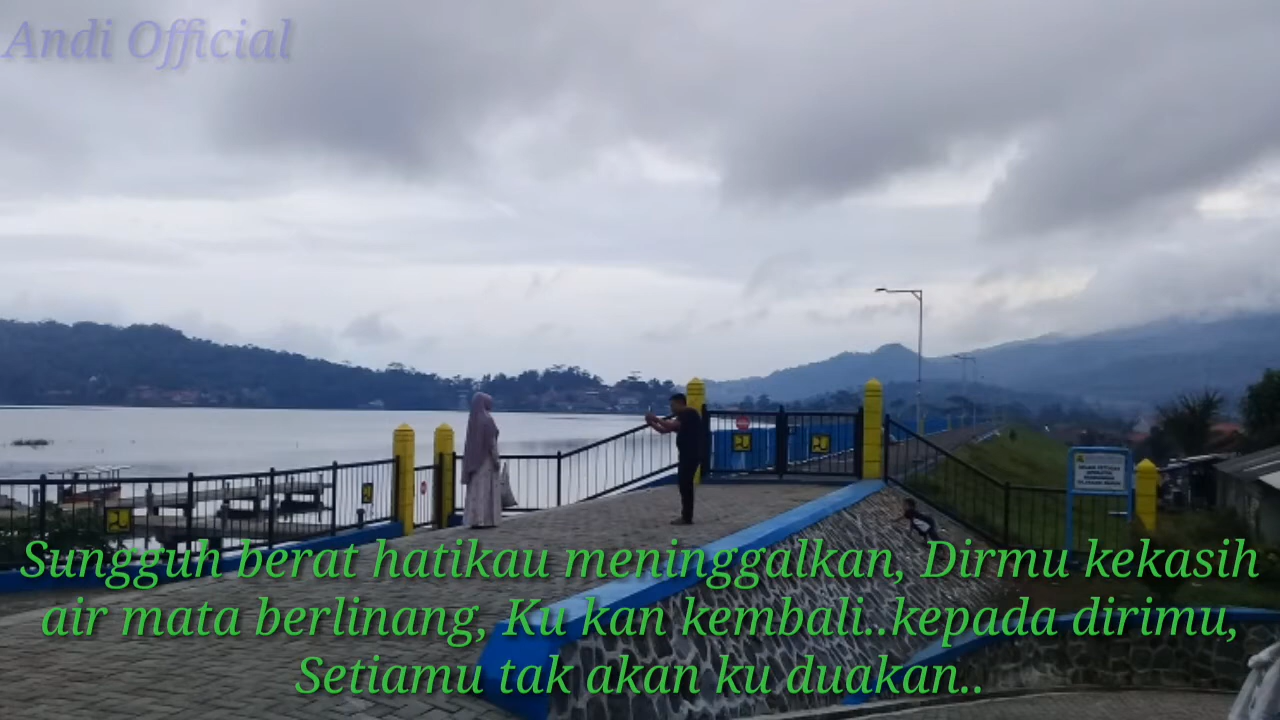 Andi Official
Sungguh berat hatikau meninggalkan, Dirmu kekasih
air mata berlinang, Ku kan kembali..kepada dirimu,
Setiamu tak akan ku duakan..